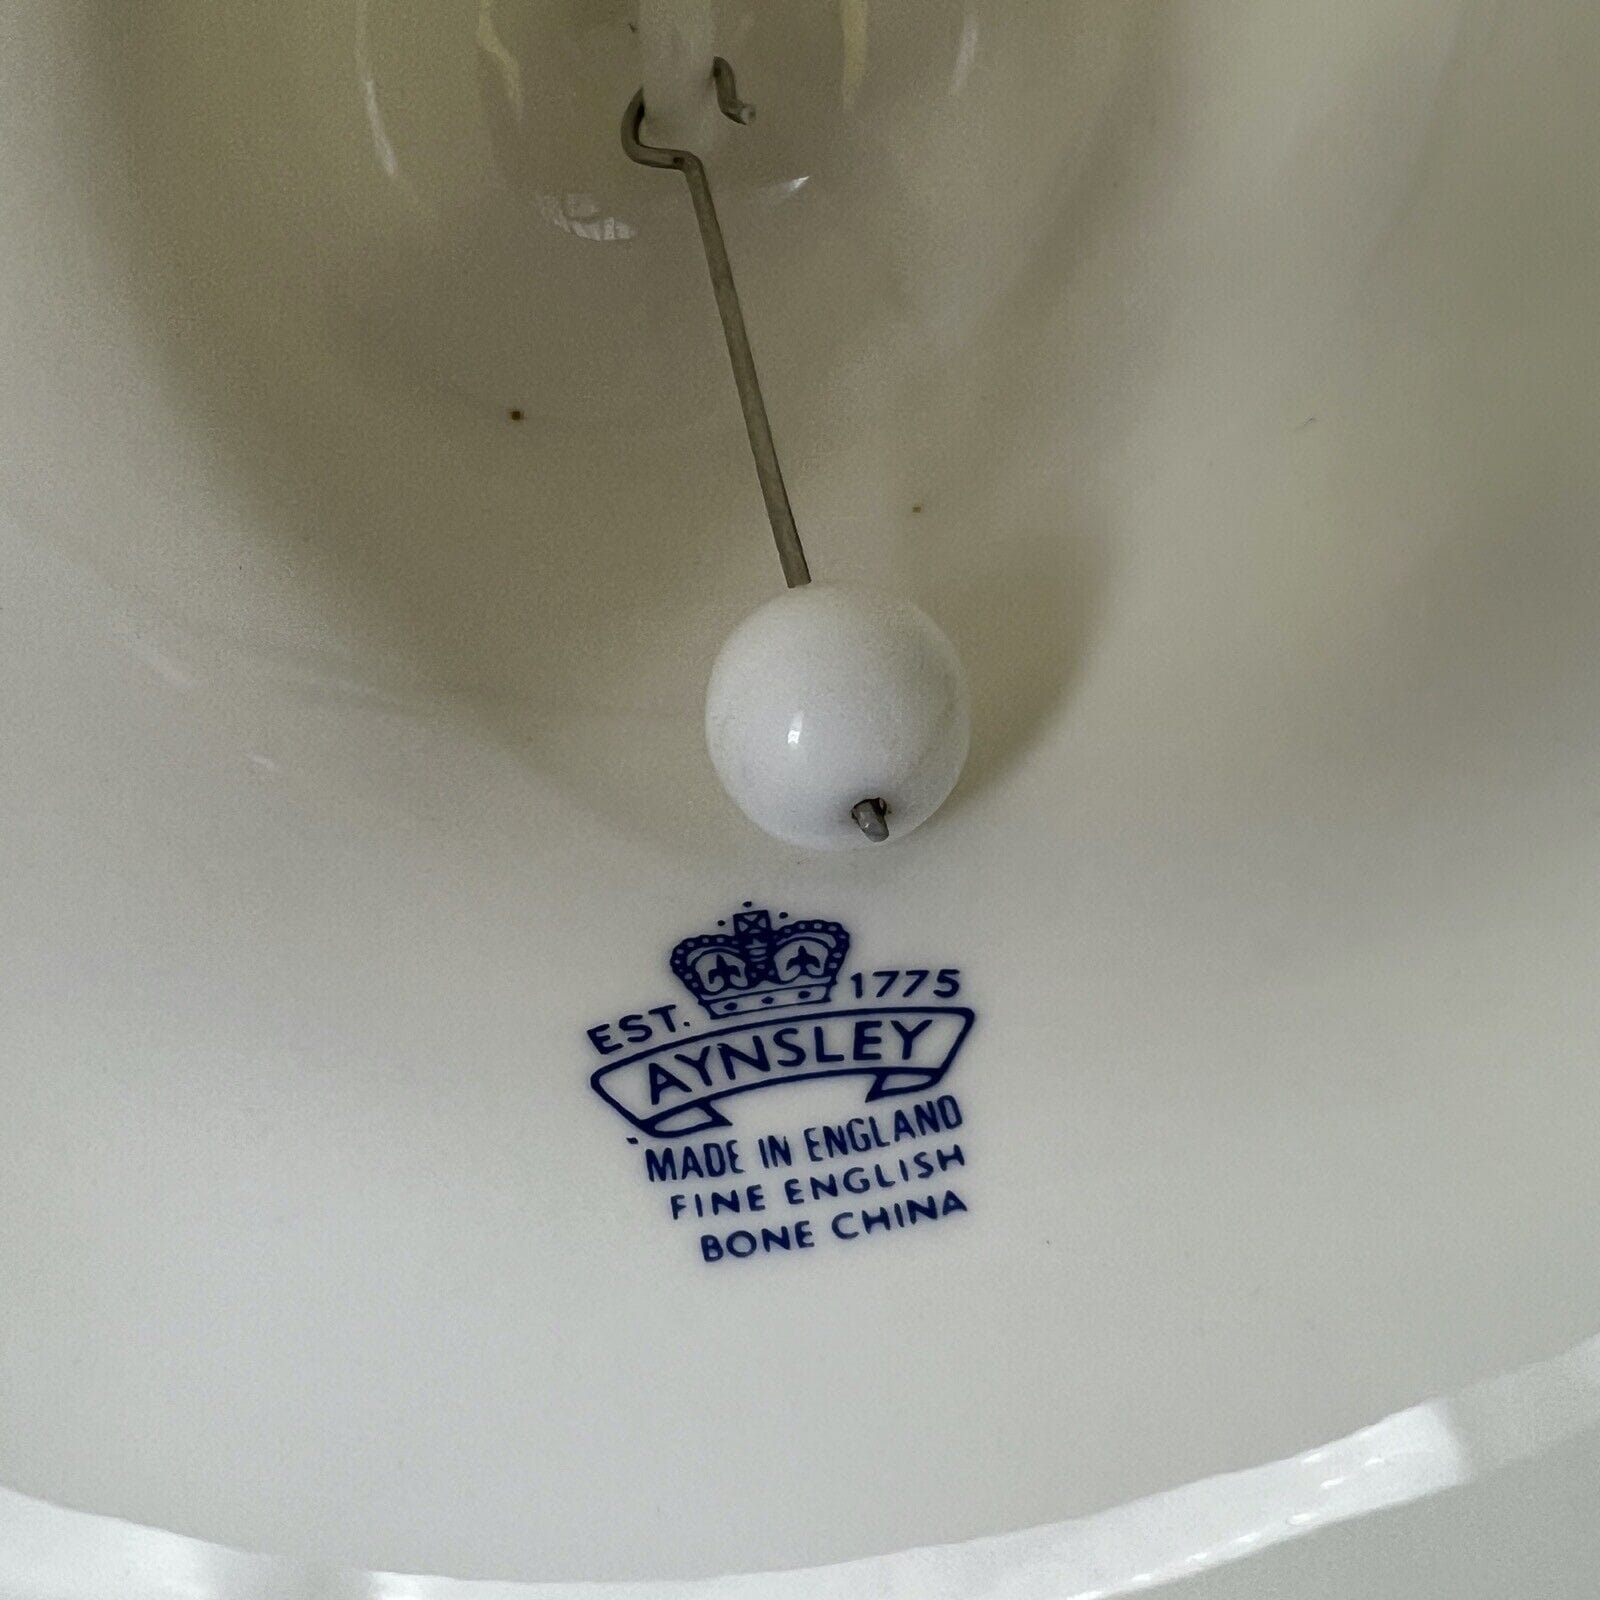 EST. 1775
AYNSLEY
MADE IN ENGLAND
FINE ENGLISH
BONE CHINA